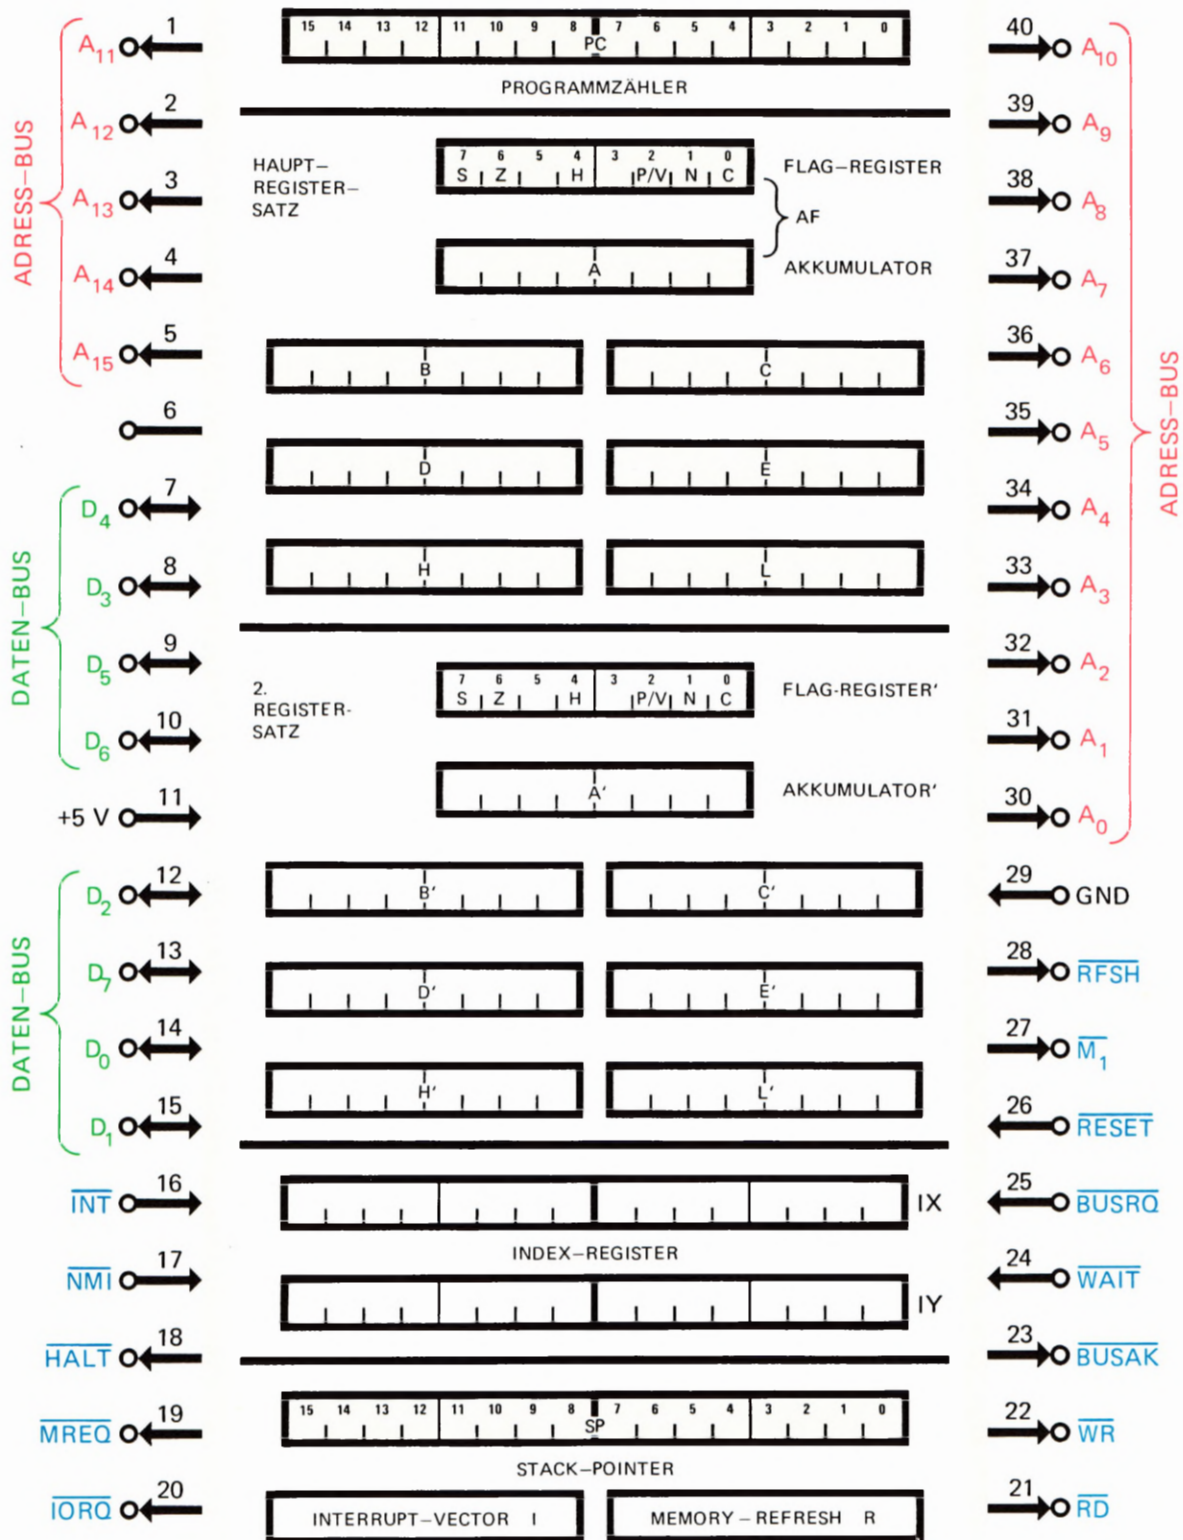 1
A11
2
A12
3
A13
4
A14
5
A15
ADRESS–BUS
6
7
D4
8
D3
9
D5
10
D6
DATEN–BUS
11
+5 V
12
D2
13
D7
14
D0
15
D1
DATEN–BUS
16
INT
17
NMI
18
HALT
19
MREQ
20
IORQ
15 14 13 12 11 10 9 8 7 6 5 4 3 2 1 0
PC
PROGRAMMZÄHLER
HAUPT–
REGISTER–
SATZ
7 6 5 4 3 2 1 0
S Z H P/V N C
FLAG–REGISTER
AF
A
AKKUMULATOR
B C
D E
H L
2.
REGISTER-
SATZ
7 6 5 4 3 2 1 0
S Z H P/V N C
FLAG-REGISTER'
A'
AKKUMULATOR'
B' C'
D' E'
H' L'
IX
INDEX–REGISTER
IY
15 14 13 12 11 10 9 8 7 6 5 4 3 2 1 0
SP
STACK–POINTER
INTERRUPT–VECTOR I
MEMORY – REFRESH R
40
A10
39
A9
38
A8
37
A7
36
A6
35
A5
34
A4
33
A3
32
A2
31
A1
30
A0
ADRESS–BUS
29
GND
28
RFSH
27
M1
26
RESET
25
BUSRQ
24
WAIT
23
BUSAK
22
WR
21
RD